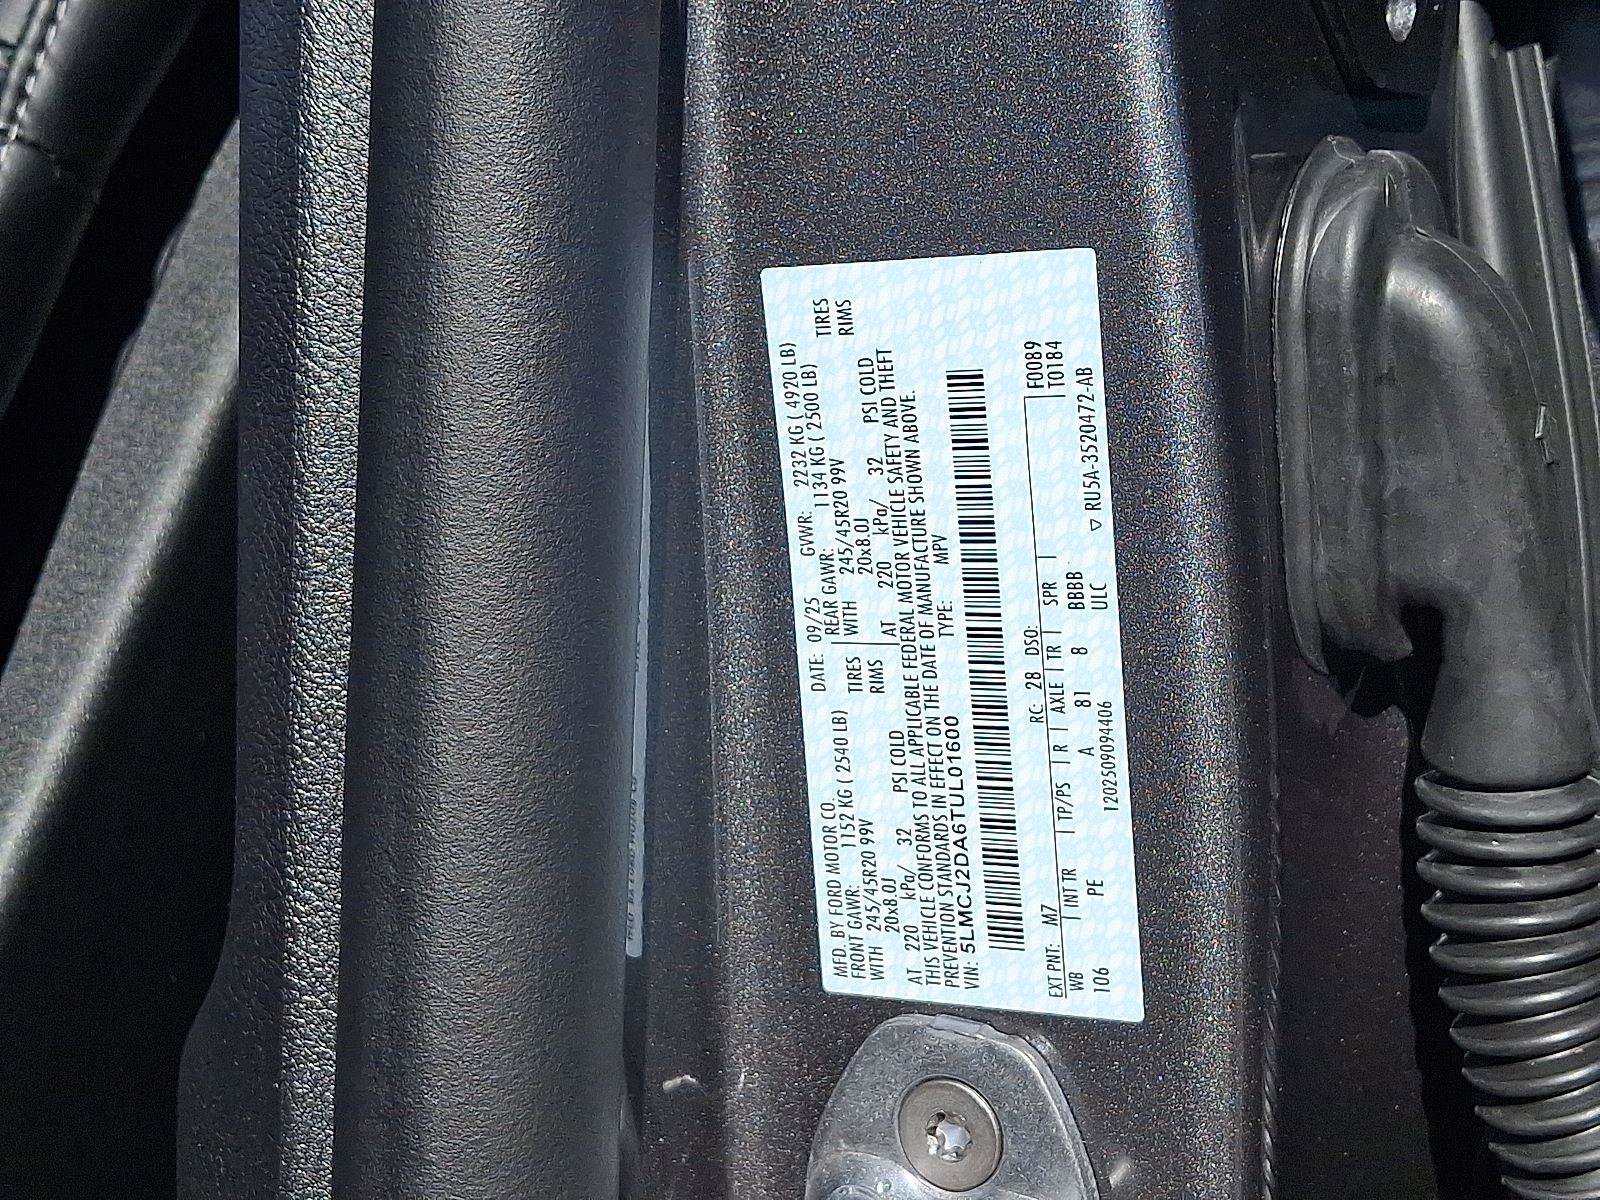 MFD. BY FORD MOTOR CO. DATE: 09/25 GVWR: 2232 KG ( 4920 LB)
FRONT GAWR: 1152 KG ( 2540 LB) REAR GAWR: 1134 KG ( 2500 LB)
WITH 245/45R20 99V TIRES WITH 245/45R20 99V TIRES
20x8.0J RIMS 20x8.0J RIMS
AT 220 kPa/ 32 PSI COLD AT 220 kPa/ 32 PSI COLD
THIS VEHICLE CONFORMS TO ALL APPLICABLE FEDERAL MOTOR VEHICLE SAFETY AND THEFT
PREVENTION STANDARDS IN EFFECT ON THE DATE OF MANUFACTURE SHOWN ABOVE.
VIN: 5LMCJ2DA6TUL01600 TYPE: MPV
F0089
EXT PNT: M7 RC: 28 DSO: T0184
WB INT TR TP/PS R AXLE TR SPR
106 PE A 81 8 BBBB
ULC
1202509094406 ▽ RU5A-3520472-AB